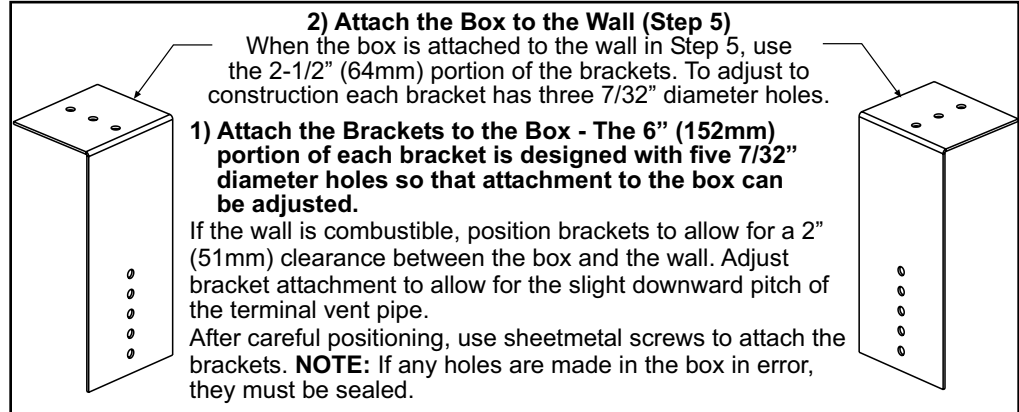 2) Attach the Box to the Wall (Step 5)
When the box is attached to the wall in Step 5, use
the 2-1/2” (64mm) portion of the brackets. To adjust to
construction each bracket has three 7/32” diameter holes.
1) Attach the Brackets to the Box - The 6” (152mm)
portion of each bracket is designed with five 7/32”
diameter holes so that attachment to the box can
be adjusted.
If the wall is combustible, position brackets to allow for a 2”
(51mm) clearance between the box and the wall. Adjust
bracket attachment to allow for the slight downward pitch of
the terminal vent pipe.
After careful positioning, use sheetmetal screws to attach the
brackets. NOTE: If any holes are made in the box in error,
they must be sealed.